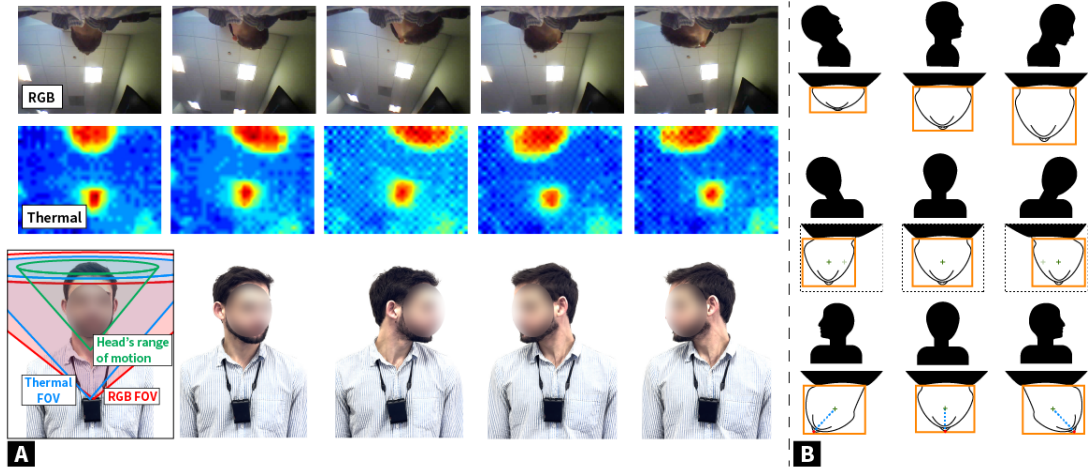 RGB
Thermal
Head's range
of motion
Thermal
FOV
RGB FOV
A
B